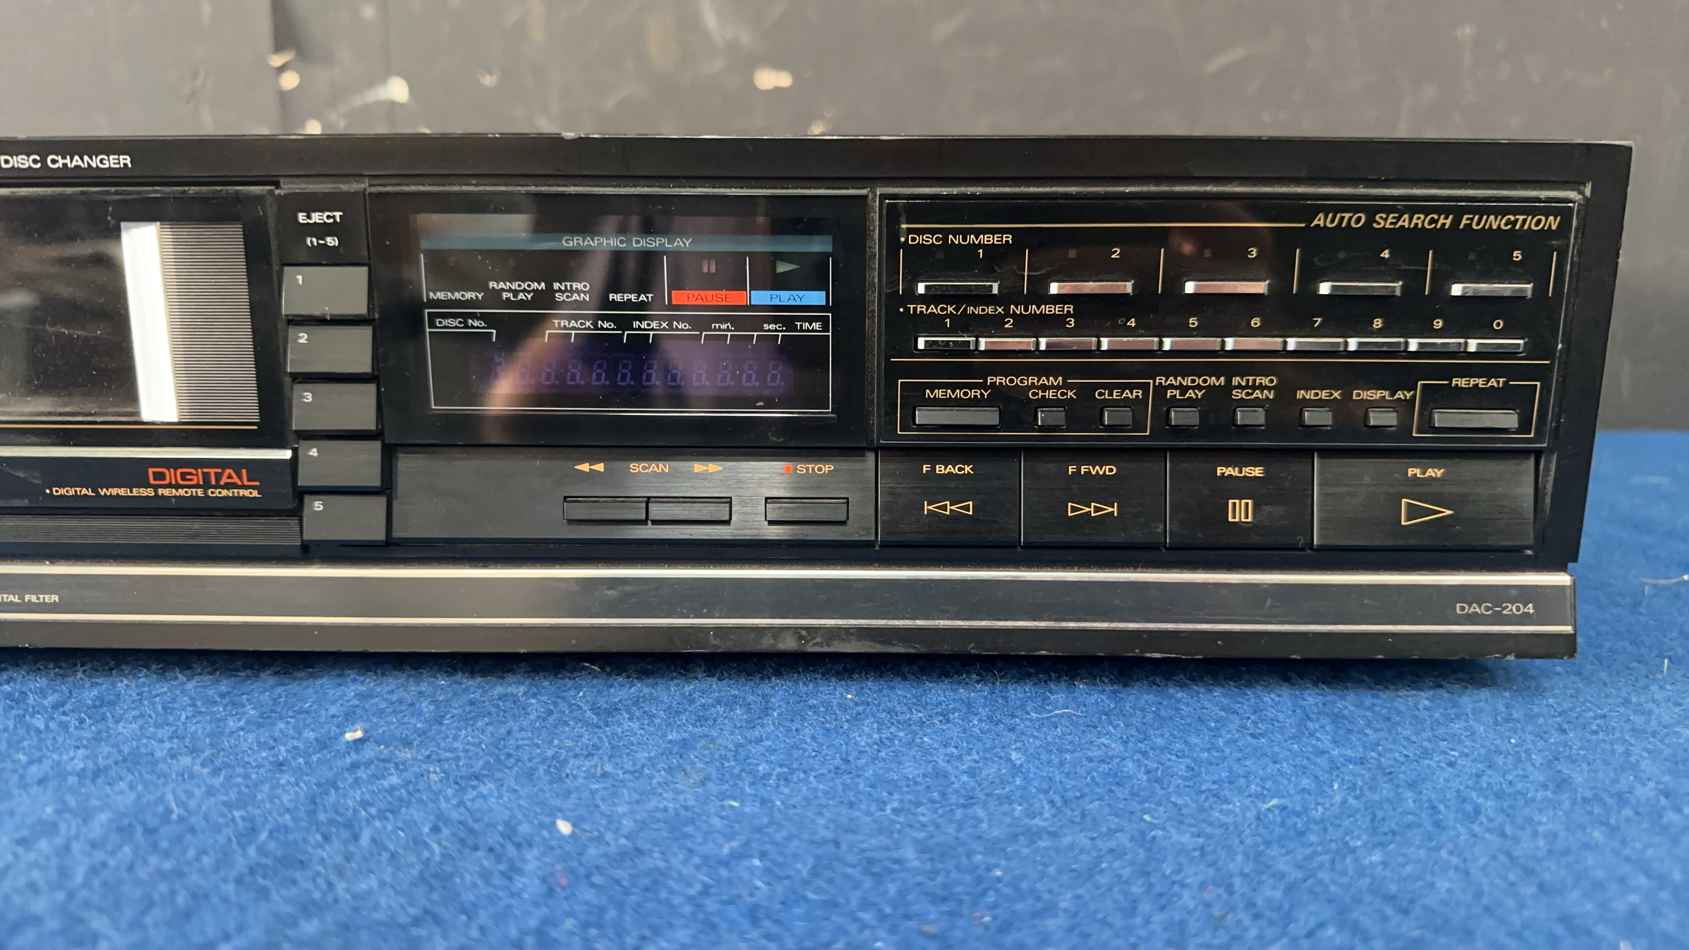 DISC CHANGER
EJECT
(1-5)
1
2
3
4
5
DIGITAL
• DIGITAL WIRELESS REMOTE CONTROL
GRAPHIC DISPLAY
MEMORY
RANDOM PLAY
INTRO SCAN
REPEAT
PAUSE
PLAY
DISC No. TRACK No. INDEX No. min. sec. TIME
SCAN
STOP
AUTO SEARCH FUNCTION
• DISC NUMBER
1 2 3 4 5
• TRACK/INDEX NUMBER
1 2 3 4 5 6 7 8 9 0
PROGRAM
MEMORY CHECK CLEAR
RANDOM PLAY
INTRO SCAN
INDEX
DISPLAY
REPEAT
F BACK
F FWD
PAUSE
PLAY
FILTER
DAC-204